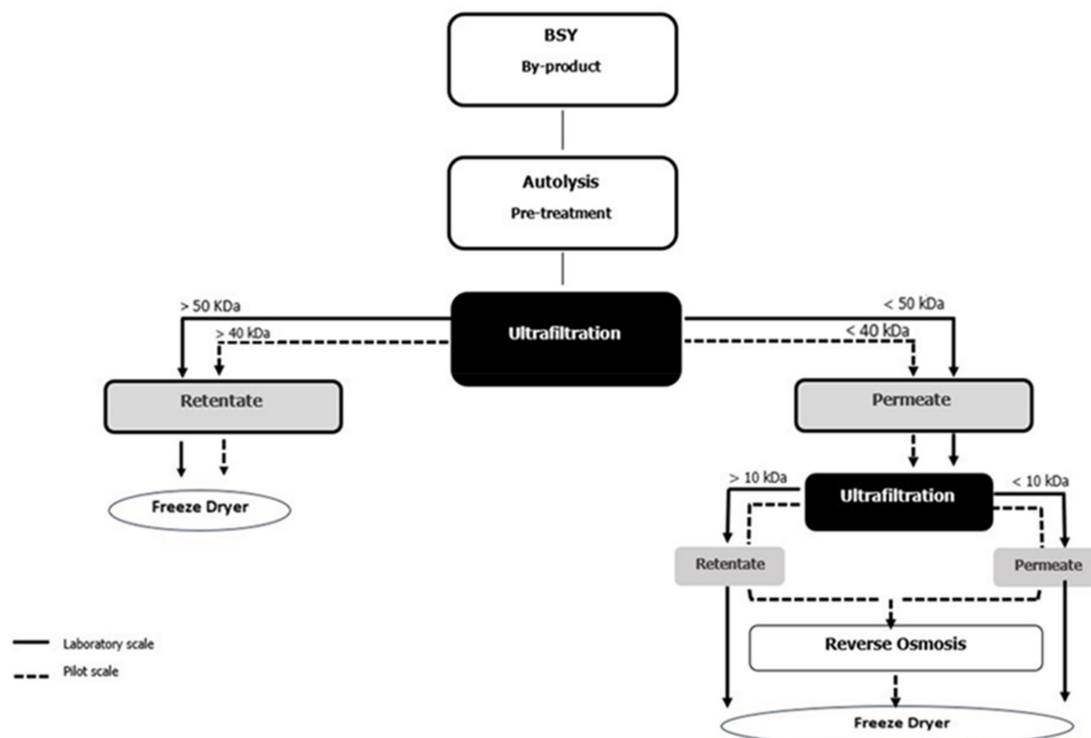 BSY
By-product
Autolysis
Pre-treatment
> 50 KDa
< 50 KDa
> 40 kDa
Ultrafiltration
< 40 kDa
Retentate
Permeate
> 10 kDa
Ultrafiltration
< 10 kDa
Freeze Dryer
Retentate
Permeate
Laboratory scale
Reverse Osmosis
Pilot scale
Freeze Dryer